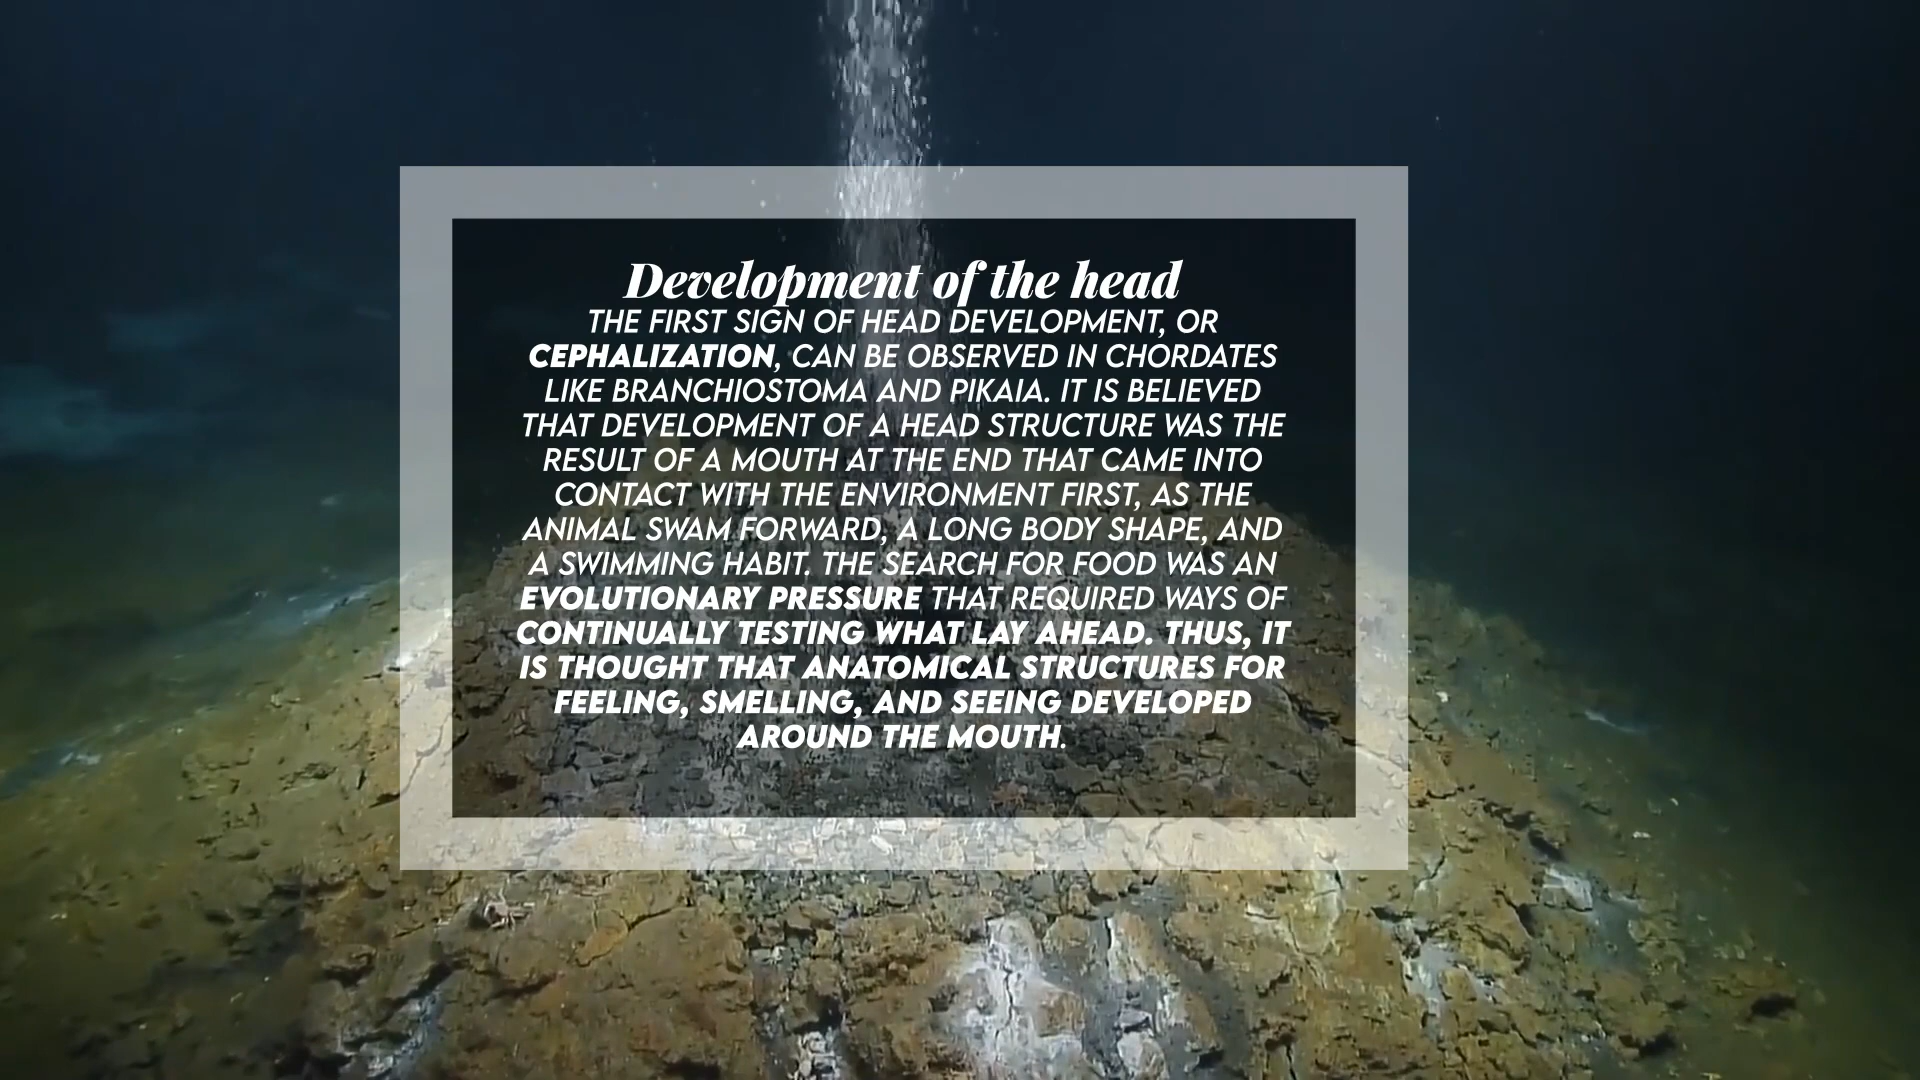 Development of the head
THE FIRST SIGN OF HEAD DEVELOPMENT, OR
CEPHALIZATION, CAN BE OBSERVED IN CHORDATES
LIKE BRANCHIOSTOMA AND PIKAIA. IT IS BELIEVED
THAT DEVELOPMENT OF A HEAD STRUCTURE WAS THE
RESULT OF A MOUTH AT THE END THAT CAME INTO
CONTACT WITH THE ENVIRONMENT FIRST, AS THE
ANIMAL SWAM FORWARD, A LONG BODY SHAPE, AND
A SWIMMING HABIT. THE SEARCH FOR FOOD WAS AN
EVOLUTIONARY PRESSURE THAT REQUIRED WAYS OF
CONTINUALLY TESTING WHAT LAY AHEAD. THUS, IT
IS THOUGHT THAT ANATOMICAL STRUCTURES FOR
FEELING, SMELLING, AND SEEING DEVELOPED
AROUND THE MOUTH.